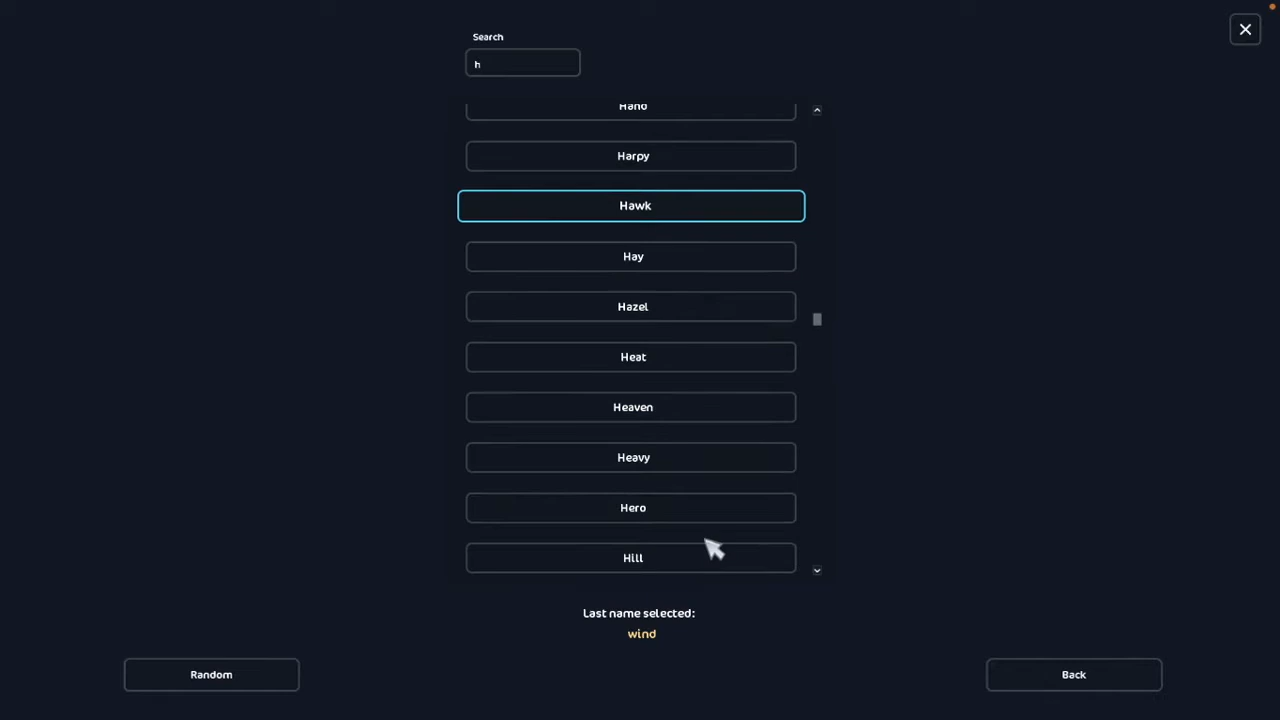 Search
h
Hand
Harpy
Hawk
Hay
Hazel
Heat
Heaven
Heavy
Hero
Hill
Last name selected:
wind
Random
Back